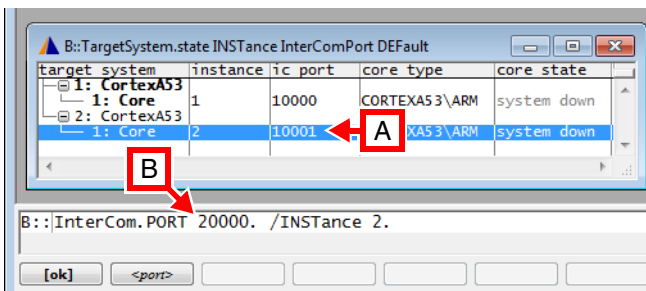 B::TargetSystem.state INSTance InterComPort DEFault
target system instance ic port core type core state
1: CortexA53
1: Core 1 10000 CORTEXA53\ARM system down
2: CortexA53
1: Core 2 10001 A XA53\ARM system down
B
B::InterCom.PORT 20000. /INSTance 2.
[ok] <port>